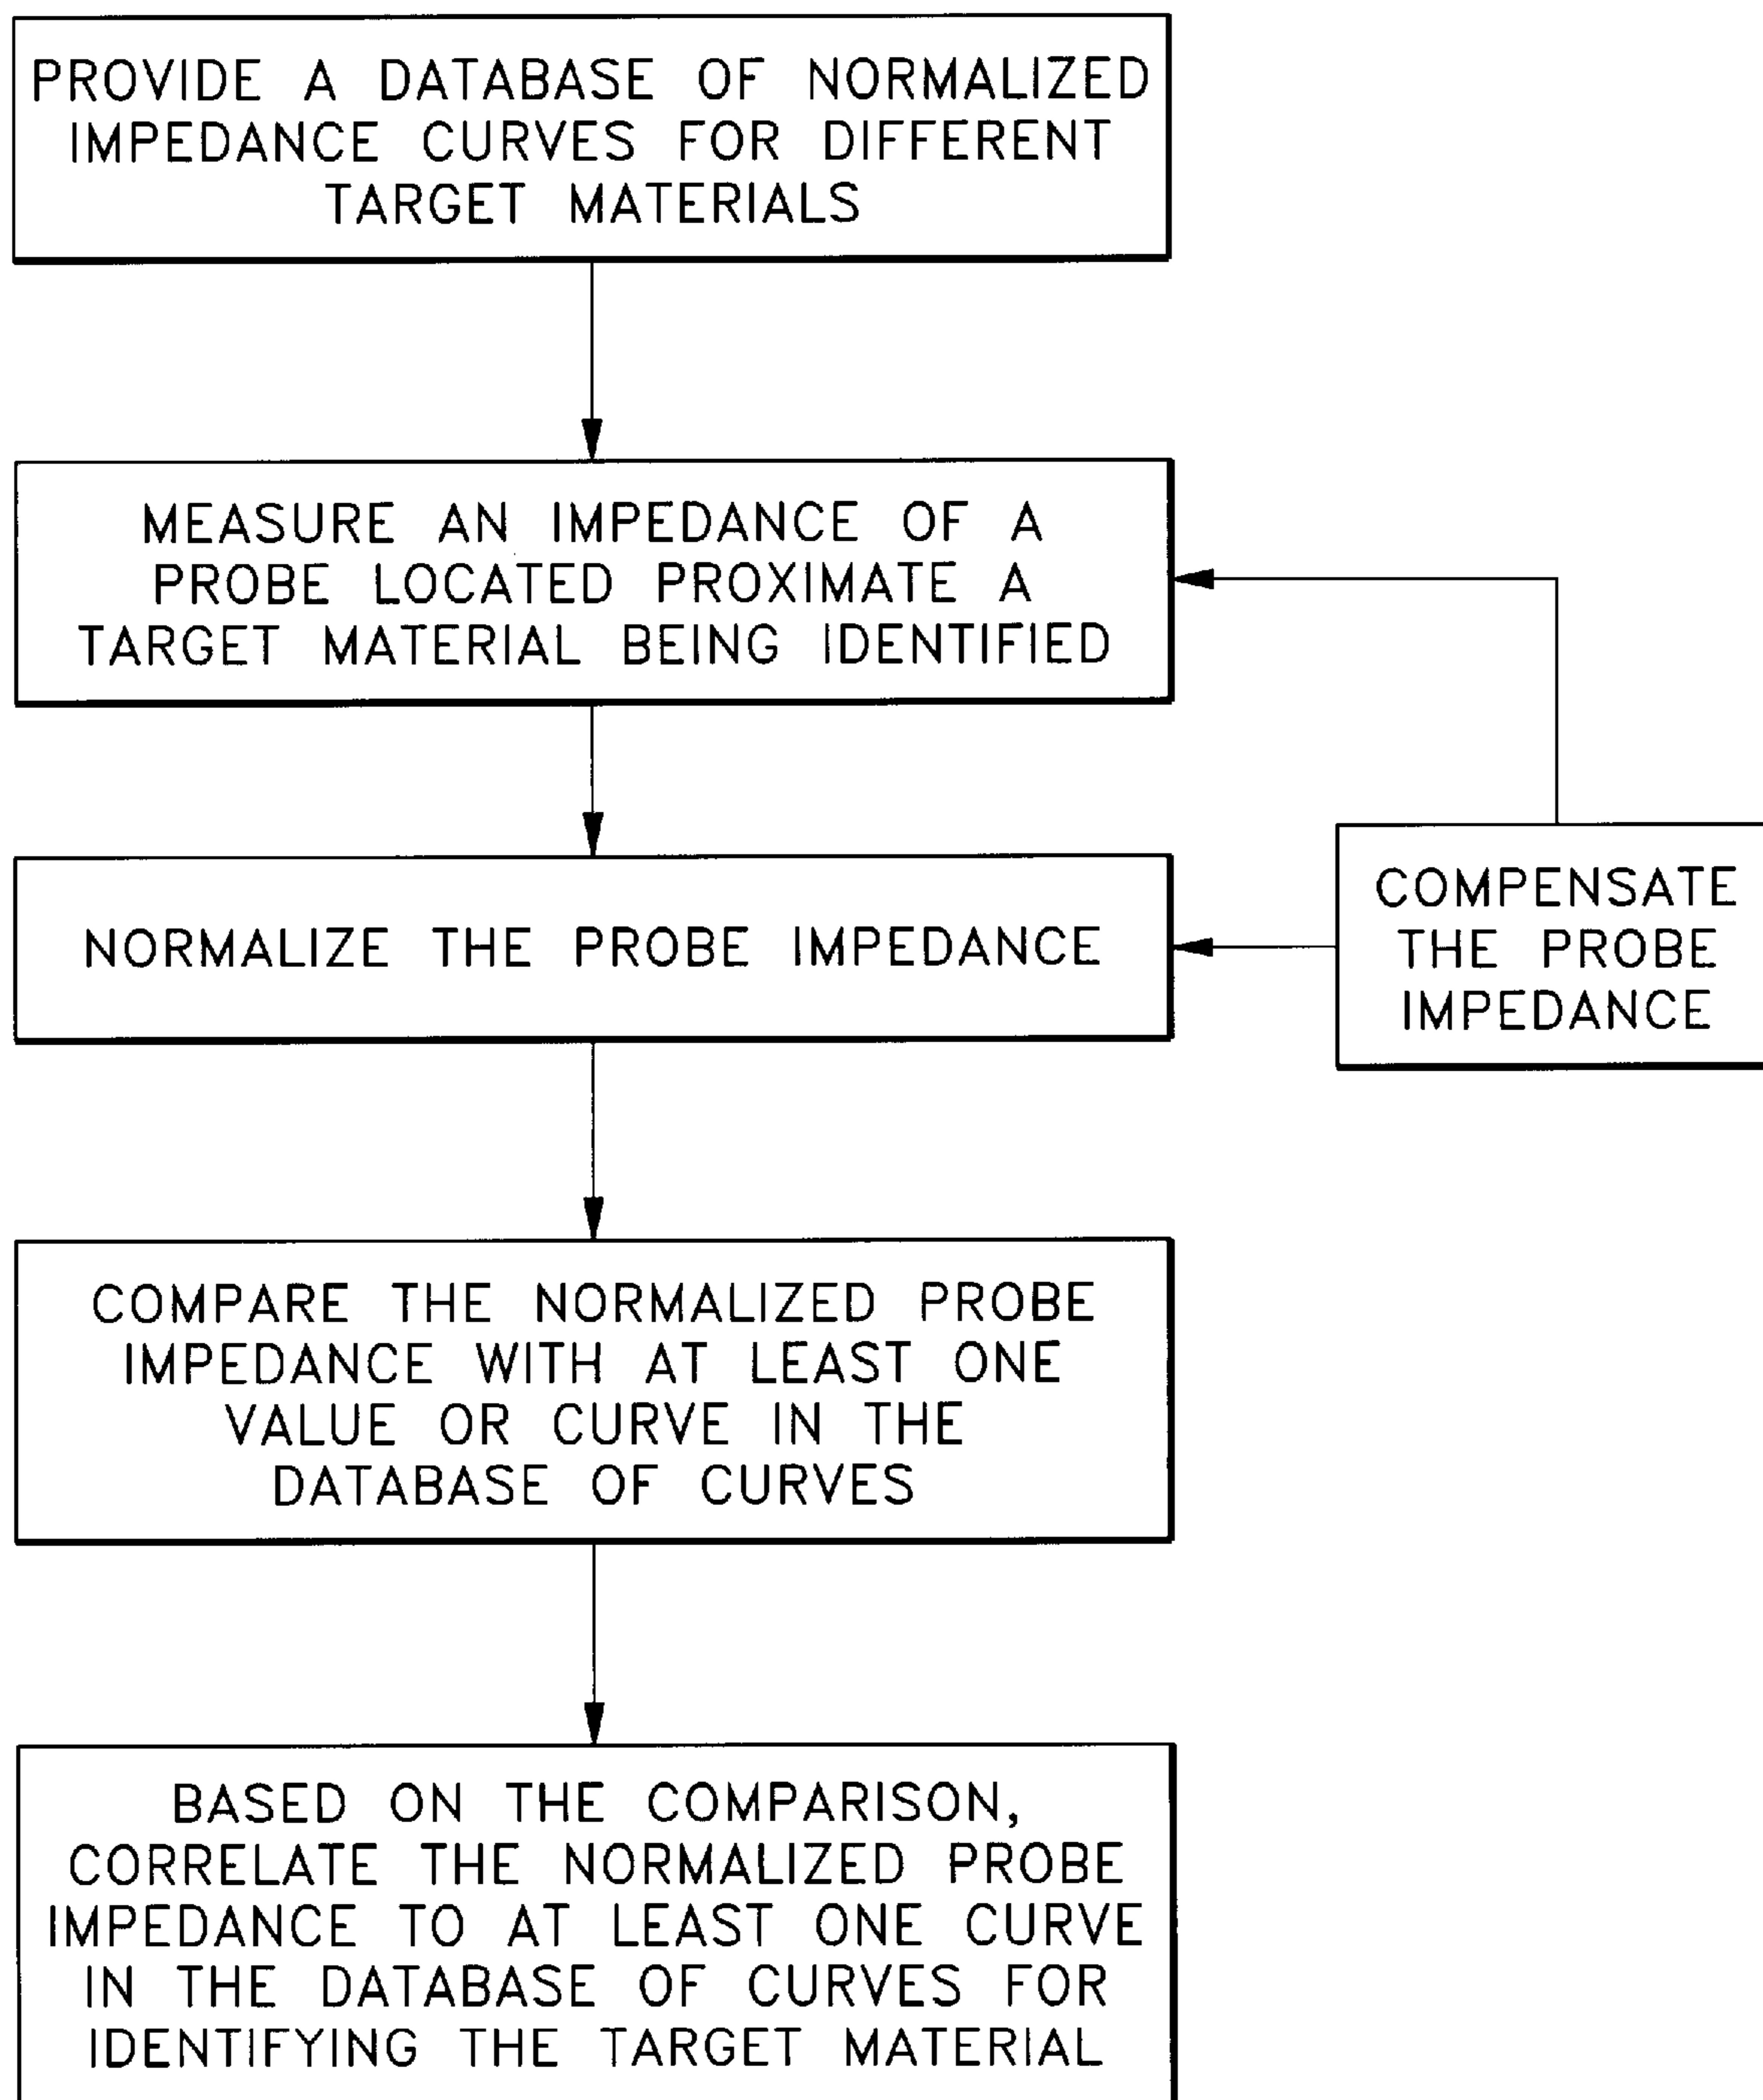 PROVIDE A DATABASE OF NORMALIZED
IMPEDANCE CURVES FOR DIFFERENT
TARGET MATERIALS
MEASURE AN IMPEDANCE OF A
PROBE LOCATED PROXIMATE A
TARGET MATERIAL BEING IDENTIFIED
NORMALIZE THE PROBE IMPEDANCE
COMPENSATE
THE PROBE
IMPEDANCE
COMPARE THE NORMALIZED PROBE
IMPEDANCE WITH AT LEAST ONE
VALUE OR CURVE IN THE
DATABASE OF CURVES
BASED ON THE COMPARISON,
CORRELATE THE NORMALIZED PROBE
IMPEDANCE TO AT LEAST ONE CURVE
IN THE DATABASE OF CURVES FOR
IDENTIFYING THE TARGET MATERIAL